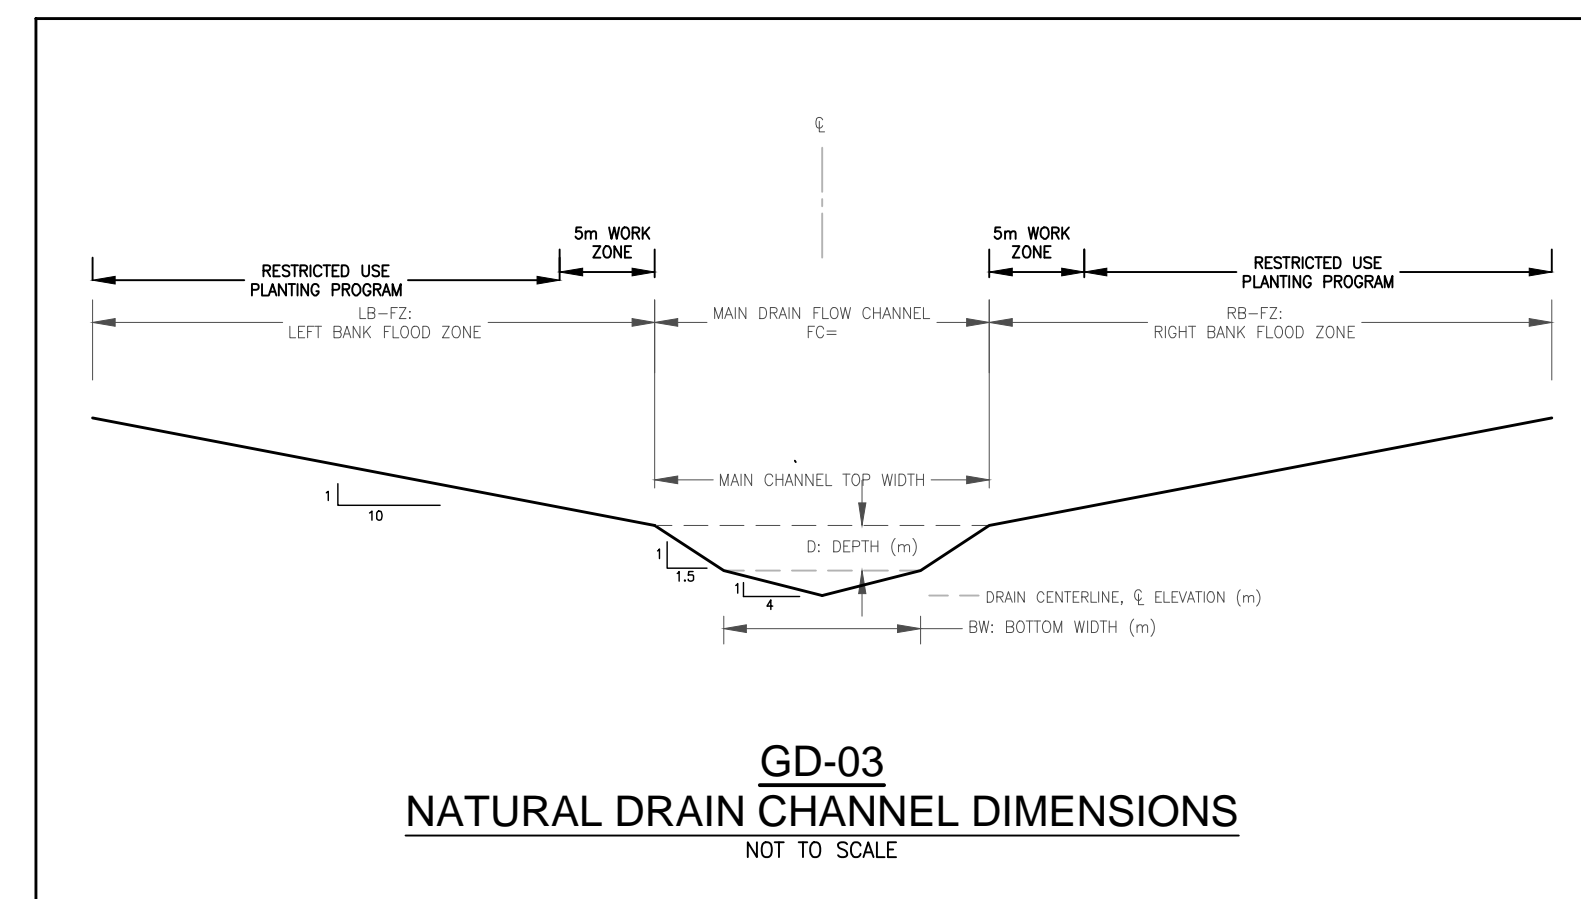 ℄
5m WORK
ZONE
5m WORK
ZONE
RESTRICTED USE
PLANTING PROGRAM
RESTRICTED USE
PLANTING PROGRAM
LB-FZ:
LEFT BANK FLOOD ZONE
MAIN DRAIN FLOW CHANNEL
FC=
RB-FZ:
RIGHT BANK FLOOD ZONE
MAIN CHANNEL TOP WIDTH
1
10
D: DEPTH (m)
1
1.5
1
4
DRAIN CENTERLINE, ℄ ELEVATION (m)
BW: BOTTOM WIDTH (m)
GD-03
NATURAL DRAIN CHANNEL DIMENSIONS
NOT TO SCALE